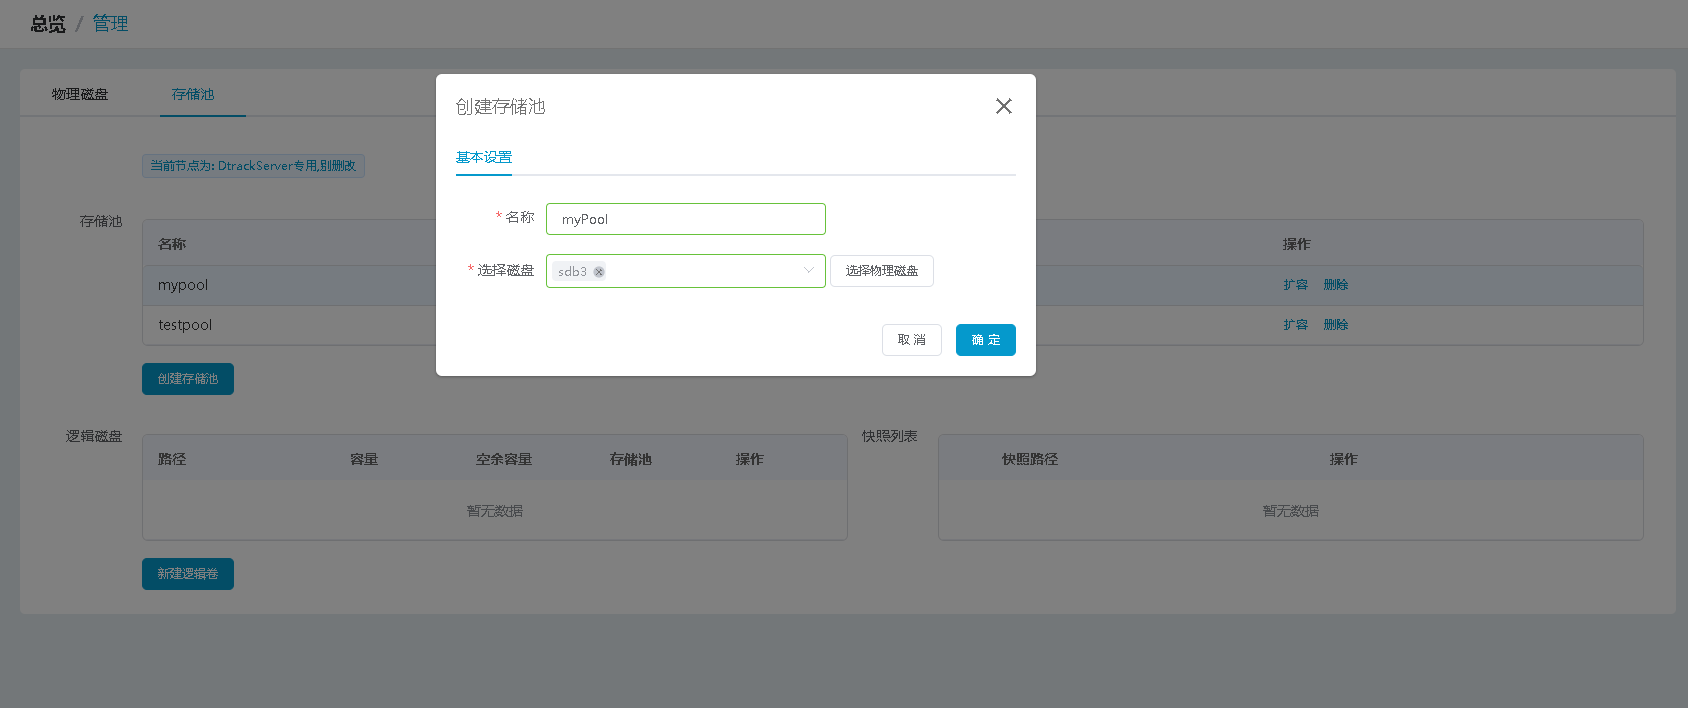 总览 / 管理
物理磁盘 存储池
当前节点为: DtrackServer专用,别删改
存储池
名称 操作
mypool 扩容 删除
testpool 扩容 删除
创建存储池
创建存储池
基本设置
* 名称 myPool
* 选择磁盘 sdb3 选择物理磁盘
取消 确定
逻辑磁盘
路径 容量 空余容量 存储池 操作
暂无数据
新建逻辑卷
快照列表
快照路径 操作
暂无数据